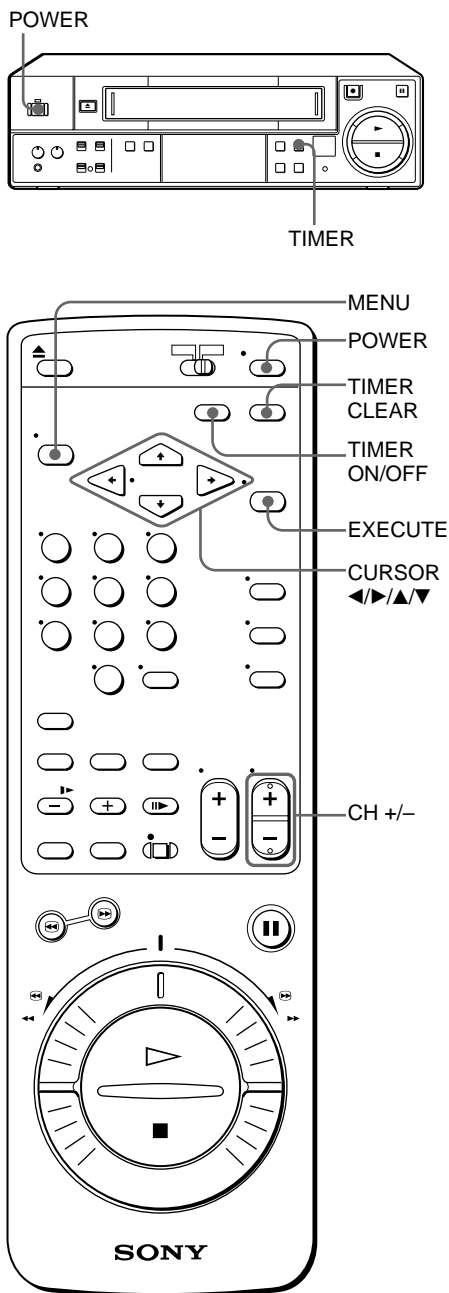 POWER
TIMER
MENU
POWER
TIMER
CLEAR
TIMER
ON/OFF
EXECUTE
CURSOR
◀/▶/▲/▼
+
+
+
CH +/–
–
–
–
SONY